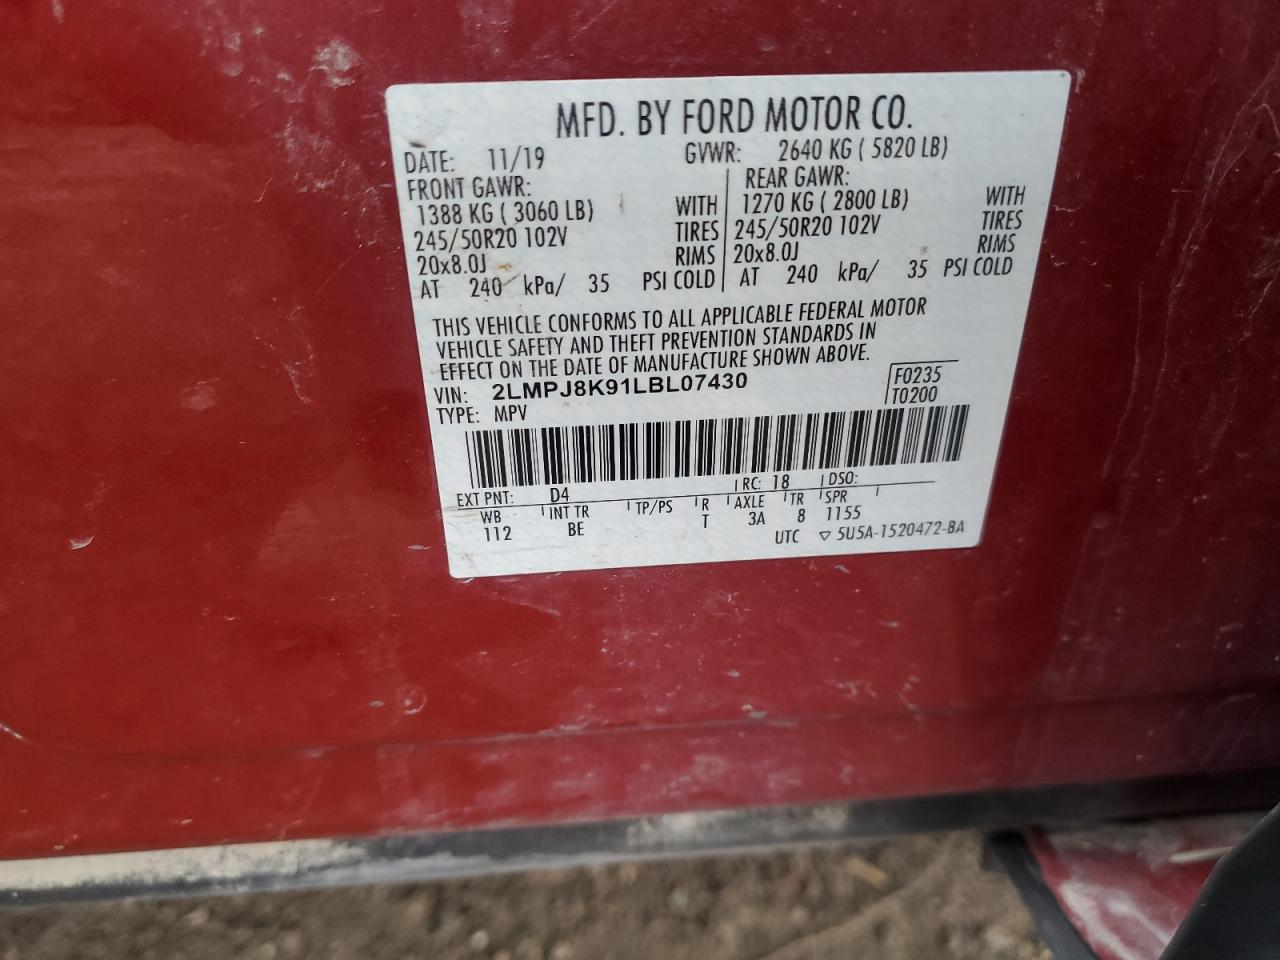 MFD. BY FORD MOTOR CO.
DATE: 11/19 GVWR: 2640 KG ( 5820 LB)
FRONT GAWR: REAR GAWR:
1388 KG ( 3060 LB) WITH 1270 KG ( 2800 LB) WITH
245/50R20 102V TIRES 245/50R20 102V TIRES
20x8.0J RIMS 20x8.0J RIMS
AT 240 kPa/ 35 PSI COLD AT 240 kPa/ 35 PSI COLD
THIS VEHICLE CONFORMS TO ALL APPLICABLE FEDERAL MOTOR
VEHICLE SAFETY AND THEFT PREVENTION STANDARDS IN
EFFECT ON THE DATE OF MANUFACTURE SHOWN ABOVE.
VIN: 2LMPJ8K91LBL07430 F0235
TYPE: MPV T0200
EXT PNT: D4 RC: 18 DSO:
WB INT TR TP/PS R AXLE TR SPR
112 BE T 3A 8 1155
UTC ▽ 5U5A-1520472-BA